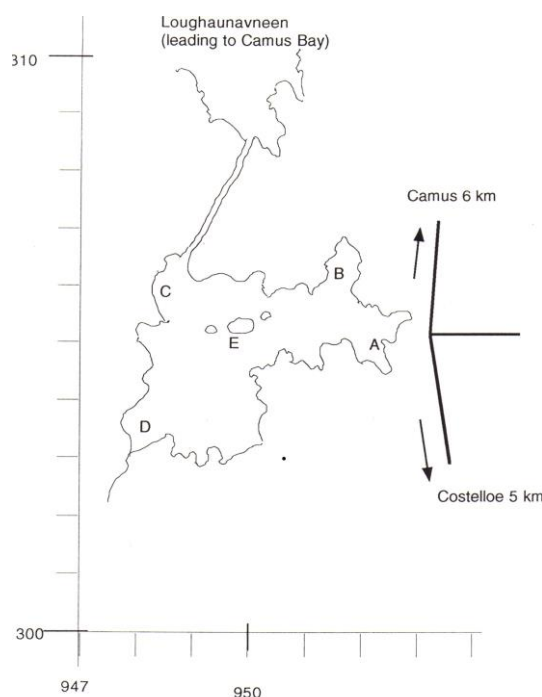 Loughaunavneen
(leading to Camus Bay)
310
Camus 6 km
B
C
E
A
D
Costelloe 5 km
300
947
950